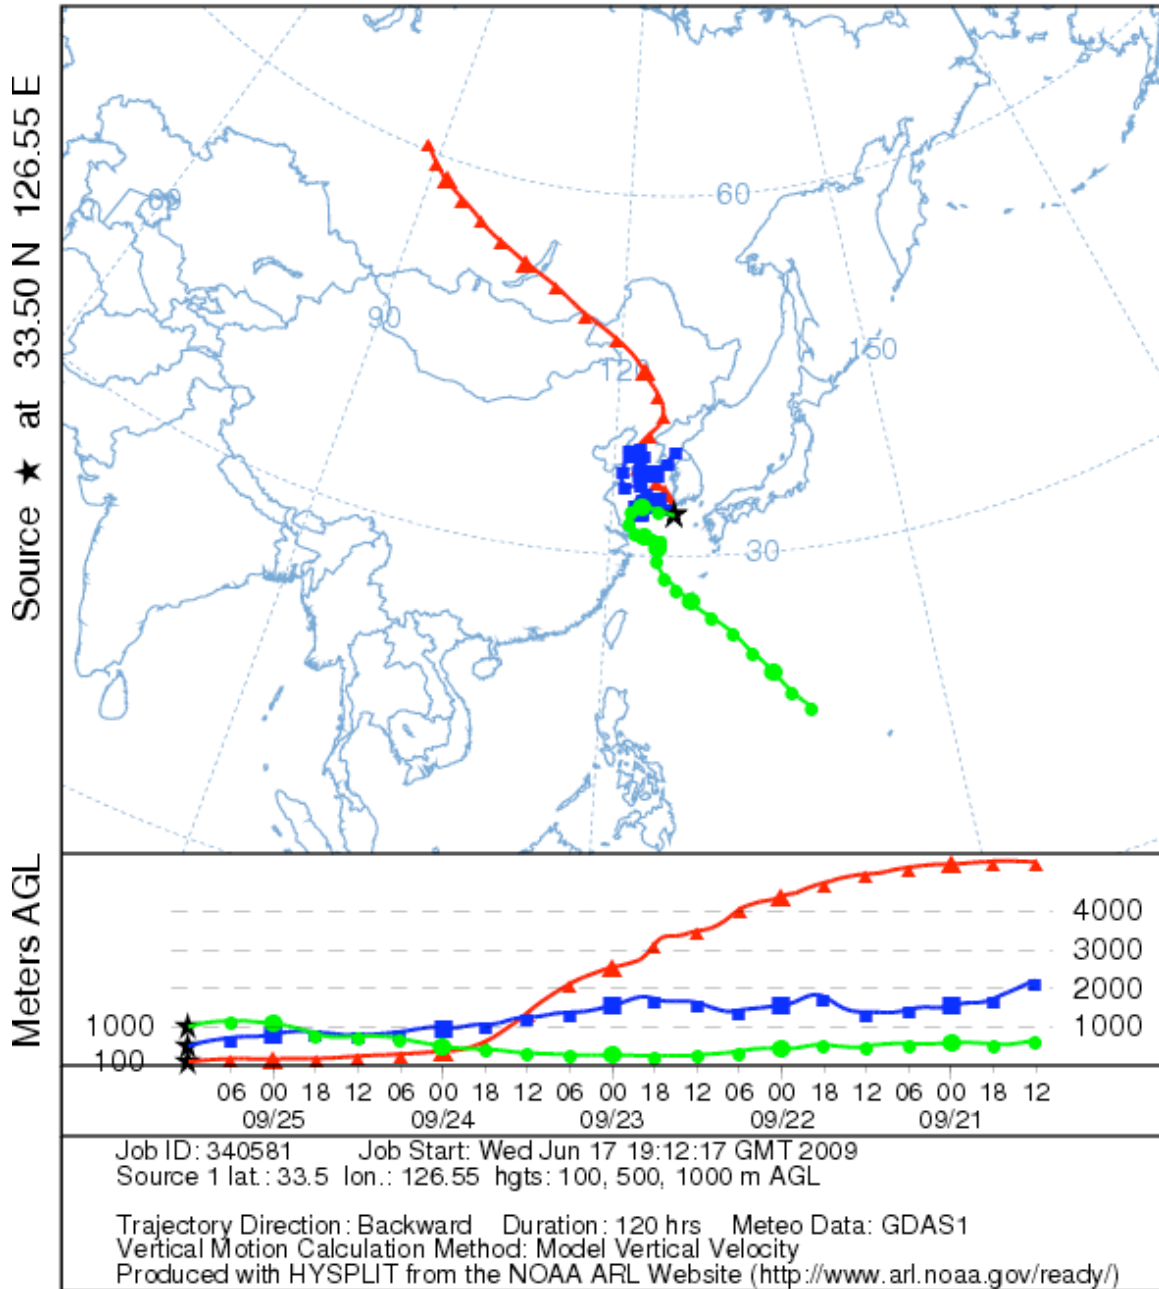 Source ★ at 33.50 N 126.55 E
60
60
90
150
120
30
Meters AGL
4000
3000
2000
1000
1000
100
06 00 18 12 06 00 18 12 06 00 18 12 06 00 18 12 06 00 18 12
09/25 09/24 09/23 09/22 09/21
Job ID: 340581 Job Start: Wed Jun 17 19:12:17 GMT 2009
Source 1 lat.: 33.5 lon.: 126.55 hgts: 100, 500, 1000 m AGL
Trajectory Direction: Backward Duration: 120 hrs Meteo Data: GDAS1
Vertical Motion Calculation Method: Model Vertical Velocity
Produced with HYSPLIT from the NOAA ARL Website (http://www.arl.noaa.gov/ready/)